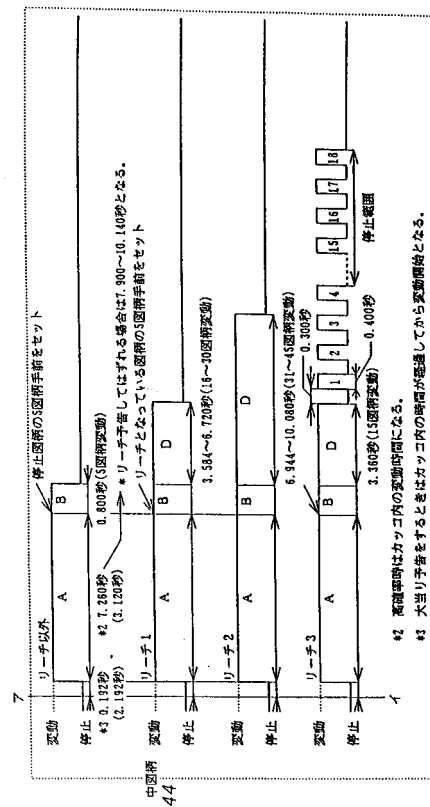 ア
リーチ以外
停止図柄の5図柄手前をセット
変動
A
B
停止
0.800秒(5図柄変動)
*3 0.192秒
(2.192秒)
*2 7.260秒
(3.120秒)
*リーチ予告してはずれる場合は7.900〜10.140秒となる。
リーチ1
リーチとなっている図柄の5図柄手前をセット
変動
A
B
D
停止
3.584〜6.720秒(16〜30図柄変動)
中図柄
44
リーチ2
変動
A
B
D
停止
6.944〜10.080秒(31〜45図柄変動)
リーチ3
0.300秒
変動
A
B
D
1
2
3
4
15
16
17
18
停止
0.400秒
停止範囲
3.360秒(15図柄変動)
イ
*2 高確率時はカッコ内の変動時間になる。
*3 大当り予告をするときはカッコ内の時間が経過してから変動開始となる。